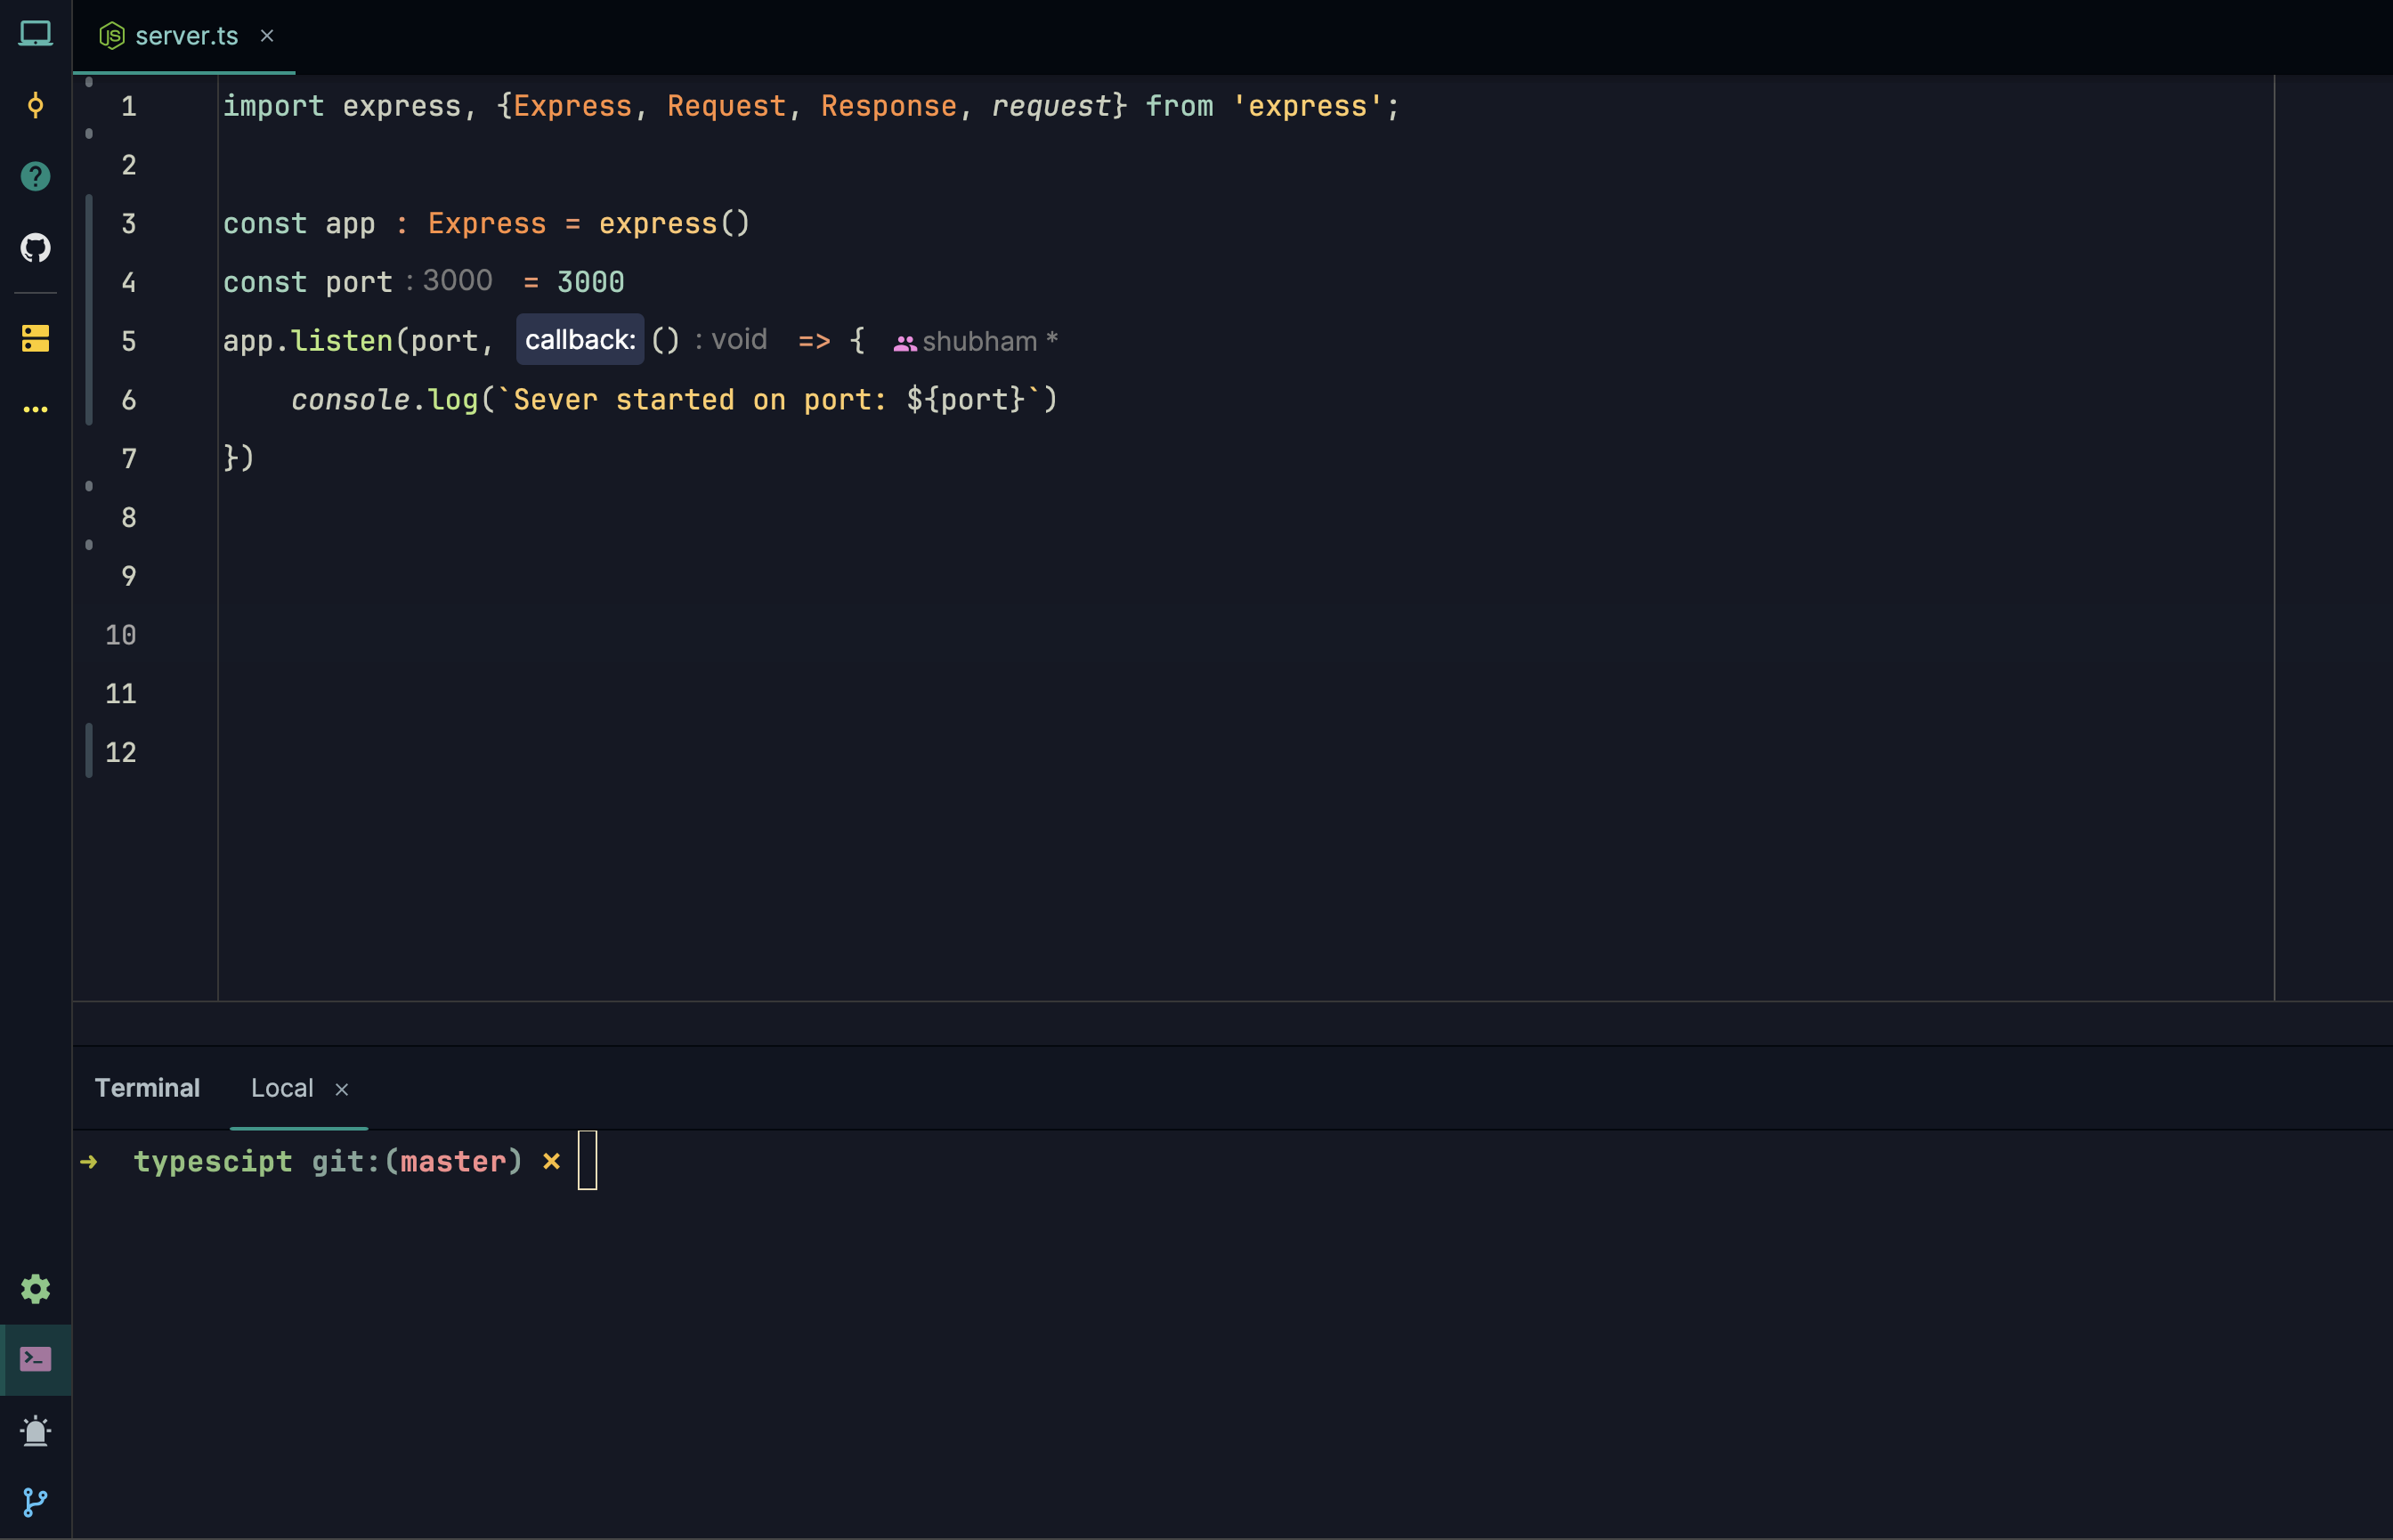 server.ts ×
1 import express, {Express, Request, Response, request} from 'express';
2
3 const app : Express = express()
4 const port : 3000 = 3000
5 app.listen(port, callback: () : void => { shubham *
6 console.log(`Sever started on port: ${port}`)
7 })
8
9
10
11
12
Terminal Local ×
→ typescipt git:(master) ×